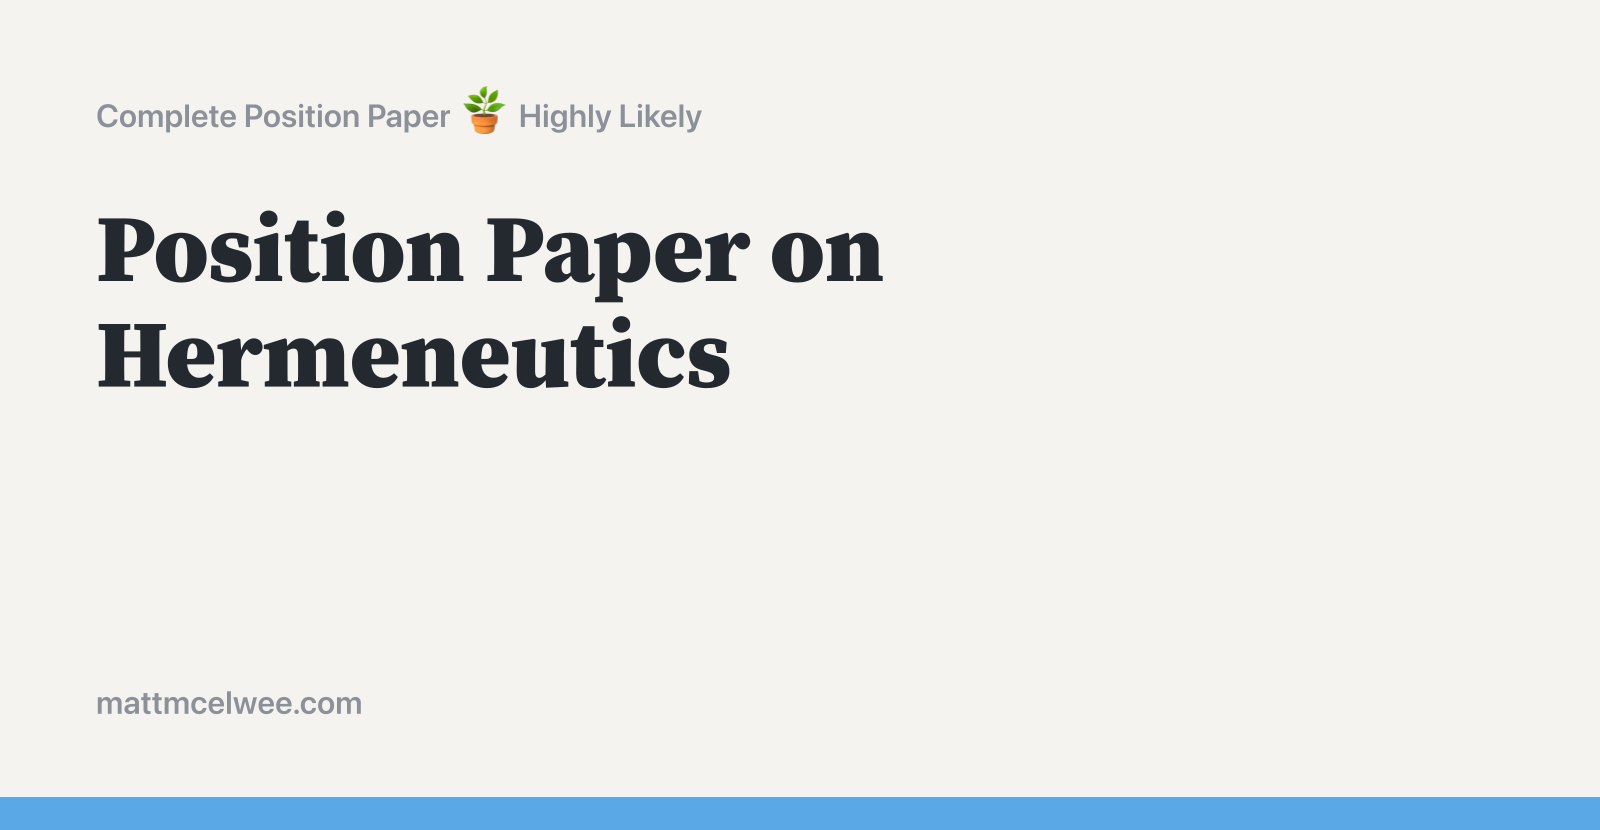 Complete Position Paper 🪴 Highly Likely
Position Paper on
Hermeneutics
mattmcelwee.com